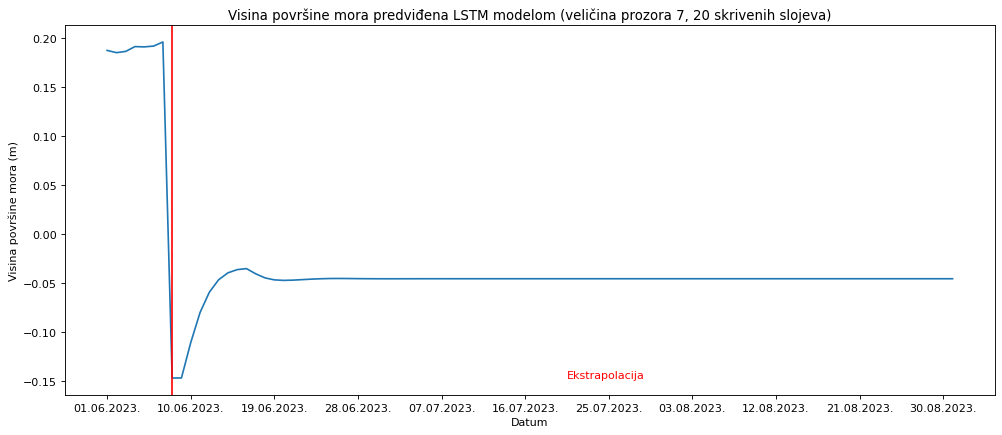 Visina površine mora predviđena LSTM modelom (veličina prozora 7, 20 skrivenih slojeva)
Visina površine mora (m)
0.20
0.15
0.10
0.05
0.00
−0.05
−0.10
−0.15
Ekstrapolacija
01.06.2023. 10.06.2023. 19.06.2023. 28.06.2023. 07.07.2023. 16.07.2023. 25.07.2023. 03.08.2023. 12.08.2023. 21.08.2023. 30.08.2023.
Datum